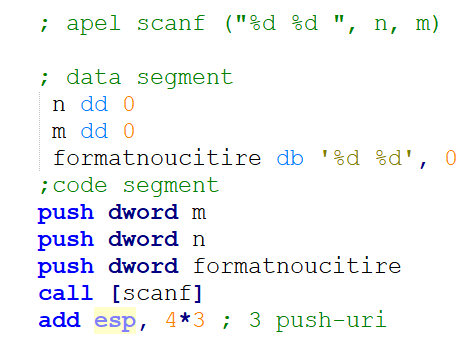 ; apel scanf ("%d %d ", n, m)
; data segment
n dd 0
m dd 0
formatnoucitire db '%d %d', 0
;code segment
push dword m
push dword n
push dword formatnoucitire
call [scanf]
add esp, 4*3 ; 3 push-uri